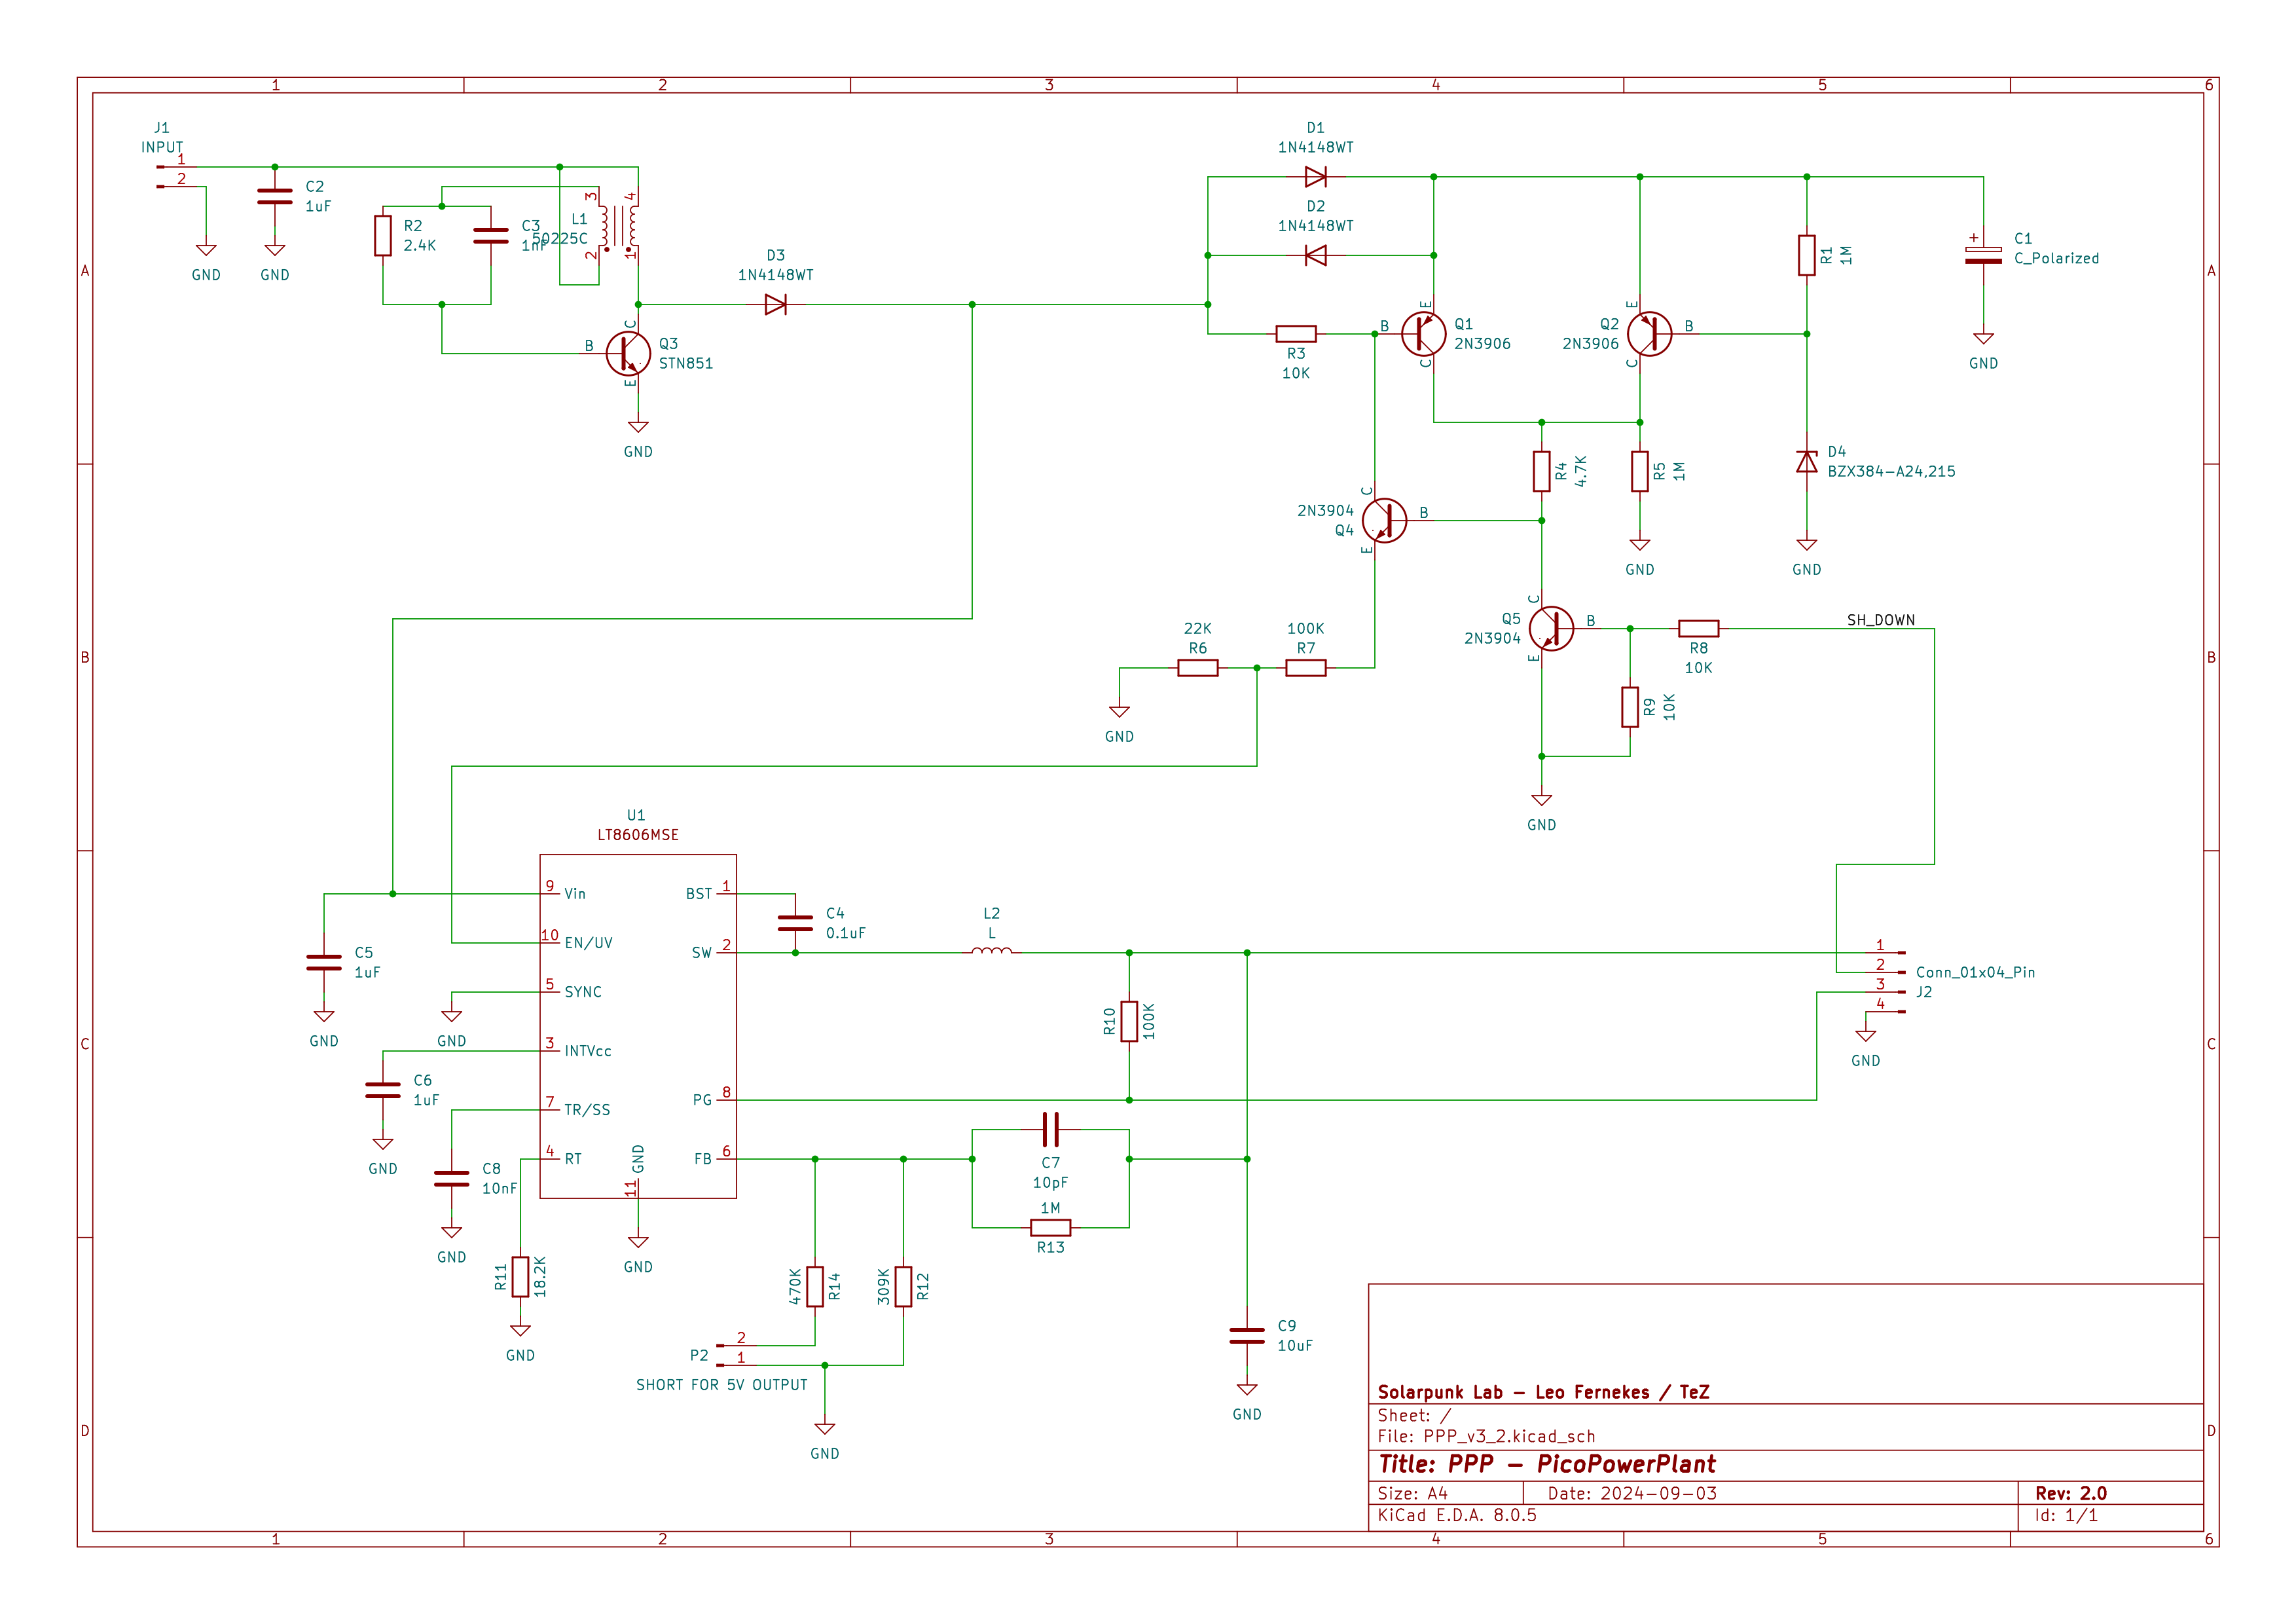 1 2 3 4 5 6
A
B
C
D
A
B
C
D
1 2 3 4 5 6
J1
INPUT
1
2
GND
C2
1uF
GND
R2
2.4K
C3
1nF
L1
50225C
3
4
2
1
D3
1N4148WT
B
C
E
Q3
STN851
GND
D1
1N4148WT
D2
1N4148WT
R3
10K
B
E
C
Q1
2N3906
Q2
2N3906
E
B
C
R1
1M
C1
C_Polarized
+
GND
R4
4.7K
R5
1M
GND
D4
BZX384-A24,215
GND
2N3904
Q4
C
B
E
Q5
2N3904
C
B
E
R8
10K
SH_DOWN
R9
10K
GND
22K
R6
100K
R7
GND
U1
LT8606MSE
9 Vin
10 EN/UV
5 SYNC
3 INTVcc
7 TR/SS
4 RT
BST 1
SW 2
PG 8
FB 6
GND
11
GND
C5
1uF
GND
GND
C6
1uF
GND
C8
10nF
GND
R11
18.2K
GND
C4
0.1uF
L2
L
R10
100K
C7
10pF
1M
R13
470K
R14
309K
R12
P2
2
1
SHORT FOR 5V OUTPUT
GND
C9
10uF
GND
1
2
3
4
Conn_01x04_Pin
J2
GND
Solarpunk Lab - Leo Fernekes / TeZ
Sheet: /
File: PPP_v3_2.kicad_sch
Title: PPP - PicoPowerPlant
Size: A4 Date: 2024-09-03 Rev: 2.0
KiCad E.D.A. 8.0.5 Id: 1/1